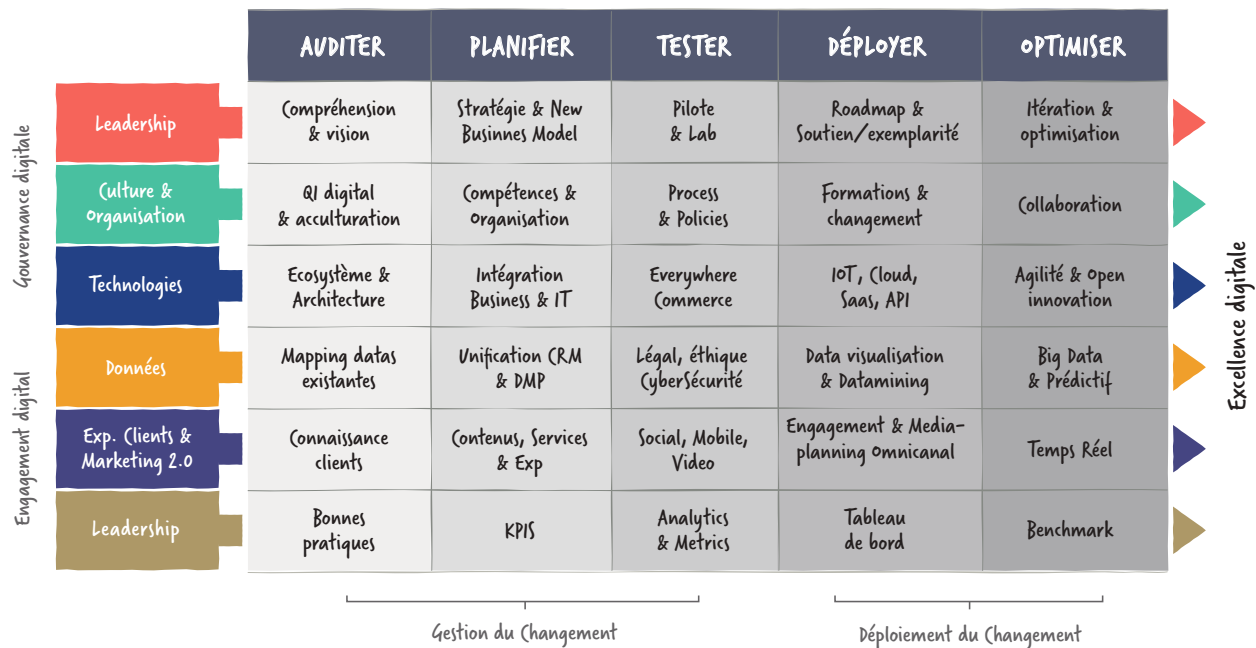 AUDITER
PLANIFIER
TESTER
DÉPLOYER
OPTIMISER
Gouvernance digitale
Engagement digital
Leadership
Compréhension
& vision
Stratégie & New
Businnes Model
Pilote
& Lab
Roadmap &
Soutien/exemplarité
Itération &
optimisation
Culture &
Organisation
QI digital
& acculturation
Compétences &
Organisation
Process
& Policies
Formations &
changement
Collaboration
Technologies
Ecosystème &
Architecture
Intégration
Business & IT
Everywhere
Commerce
IOT, Cloud,
Saas, API
Agilité & Open
innovation
Données
Mapping datas
existantes
Unification CRM
& DMP
Légal, éthique
CyberSécurité
Data visualisation
& Datamining
Big Data
& Prédictif
Exp. Clients &
Marketing 2.0
Connaissance
clients
Contenus, Services
& Exp
Social, Mobile,
Video
Engagement & Media-
planning Omnicanal
Temps Réel
Leadership
Bonnes
pratiques
KPIS
Analytics
& Metrics
Tableau
de bord
Benchmark
Excellence digitale
Gestion du Changement
Déploiement du Changement